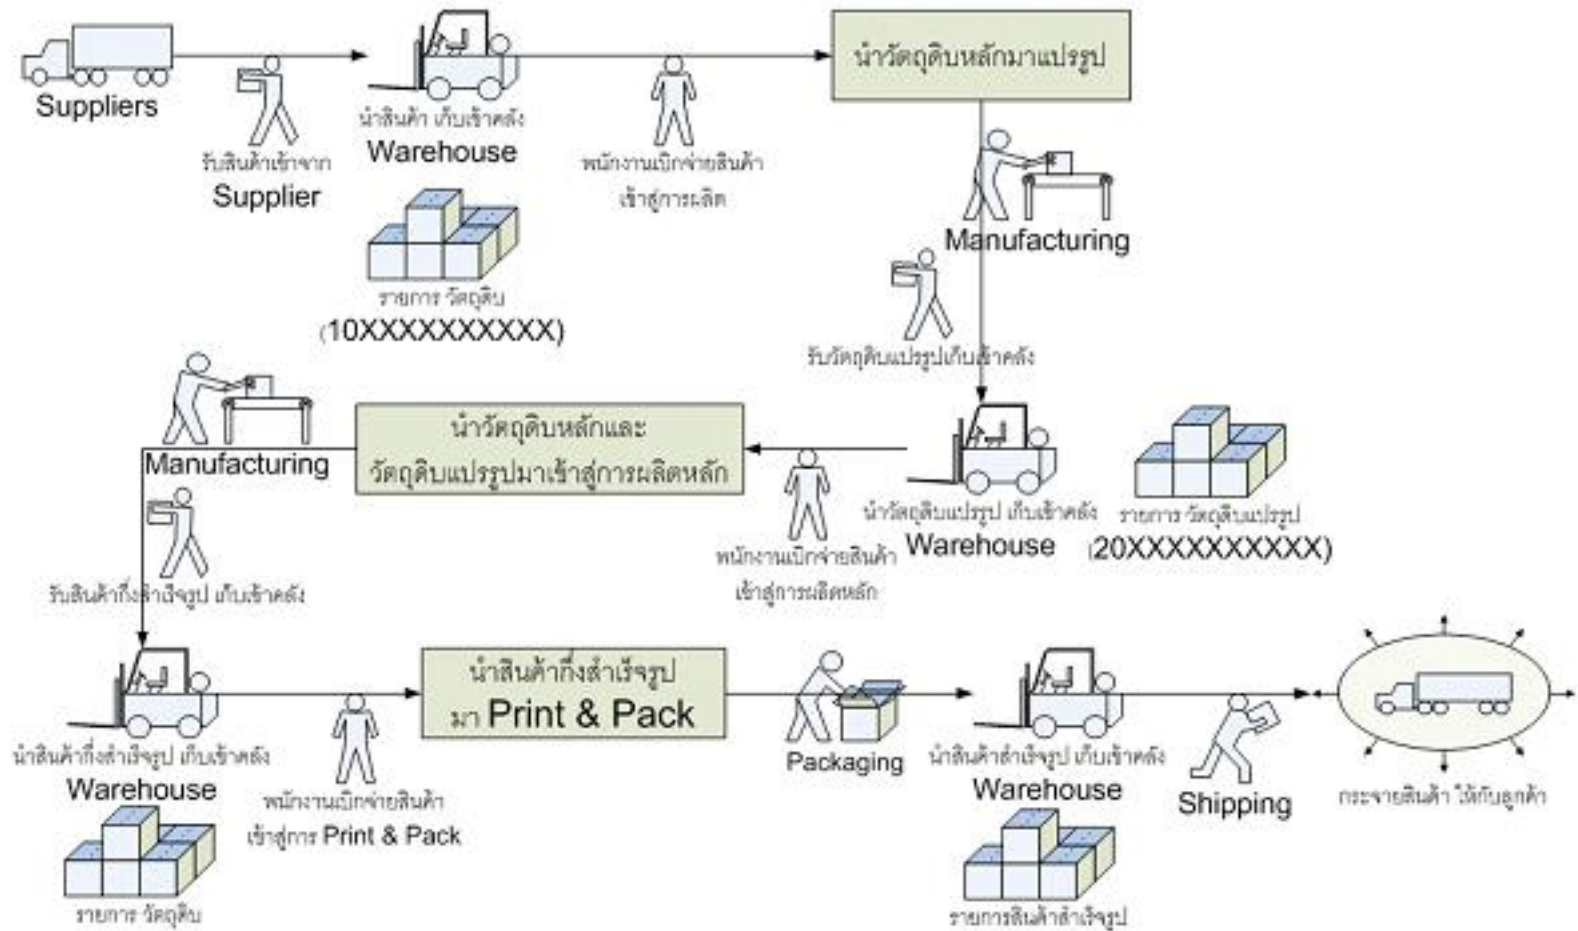 Suppliers
รับสินค้าเข้าจาก
Supplier
นำสินค้า เก็บเข้าคลัง
Warehouse
รายการ วัตถุดิบ
(10XXXXXXXXXX)
พนักงานเบิกจ่ายสินค้า
เข้าสู่การผลิต
นำวัตถุดิบหลักมาแปรรูป
Manufacturing
รับวัตถุดิบแปรรูปเก็บเข้าคลัง
นำวัตถุดิบแปรรูป เก็บเข้าคลัง
Warehouse
รายการ วัตถุดิบแปรรูป
(20XXXXXXXXXX)
พนักงานเบิกจ่ายสินค้า
เข้าสู่การผลิตหลัก
นำวัตถุดิบหลักและ
วัตถุดิบแปรรูปมาเข้าสู่การผลิตหลัก
Manufacturing
รับสินค้ากึ่งสำเร็จรูป เก็บเข้าคลัง
นำสินค้ากึ่งสำเร็จรูป เก็บเข้าคลัง
Warehouse
รายการ วัตถุดิบ
พนักงานเบิกจ่ายสินค้า
เข้าสู่การ Print & Pack
นำสินค้ากึ่งสำเร็จรูป
มา Print & Pack
Packaging
นำสินค้าสำเร็จรูป เก็บเข้าคลัง
Warehouse
รายการสินค้าสำเร็จรูป
Shipping
กระจายสินค้า ให้กับลูกค้า